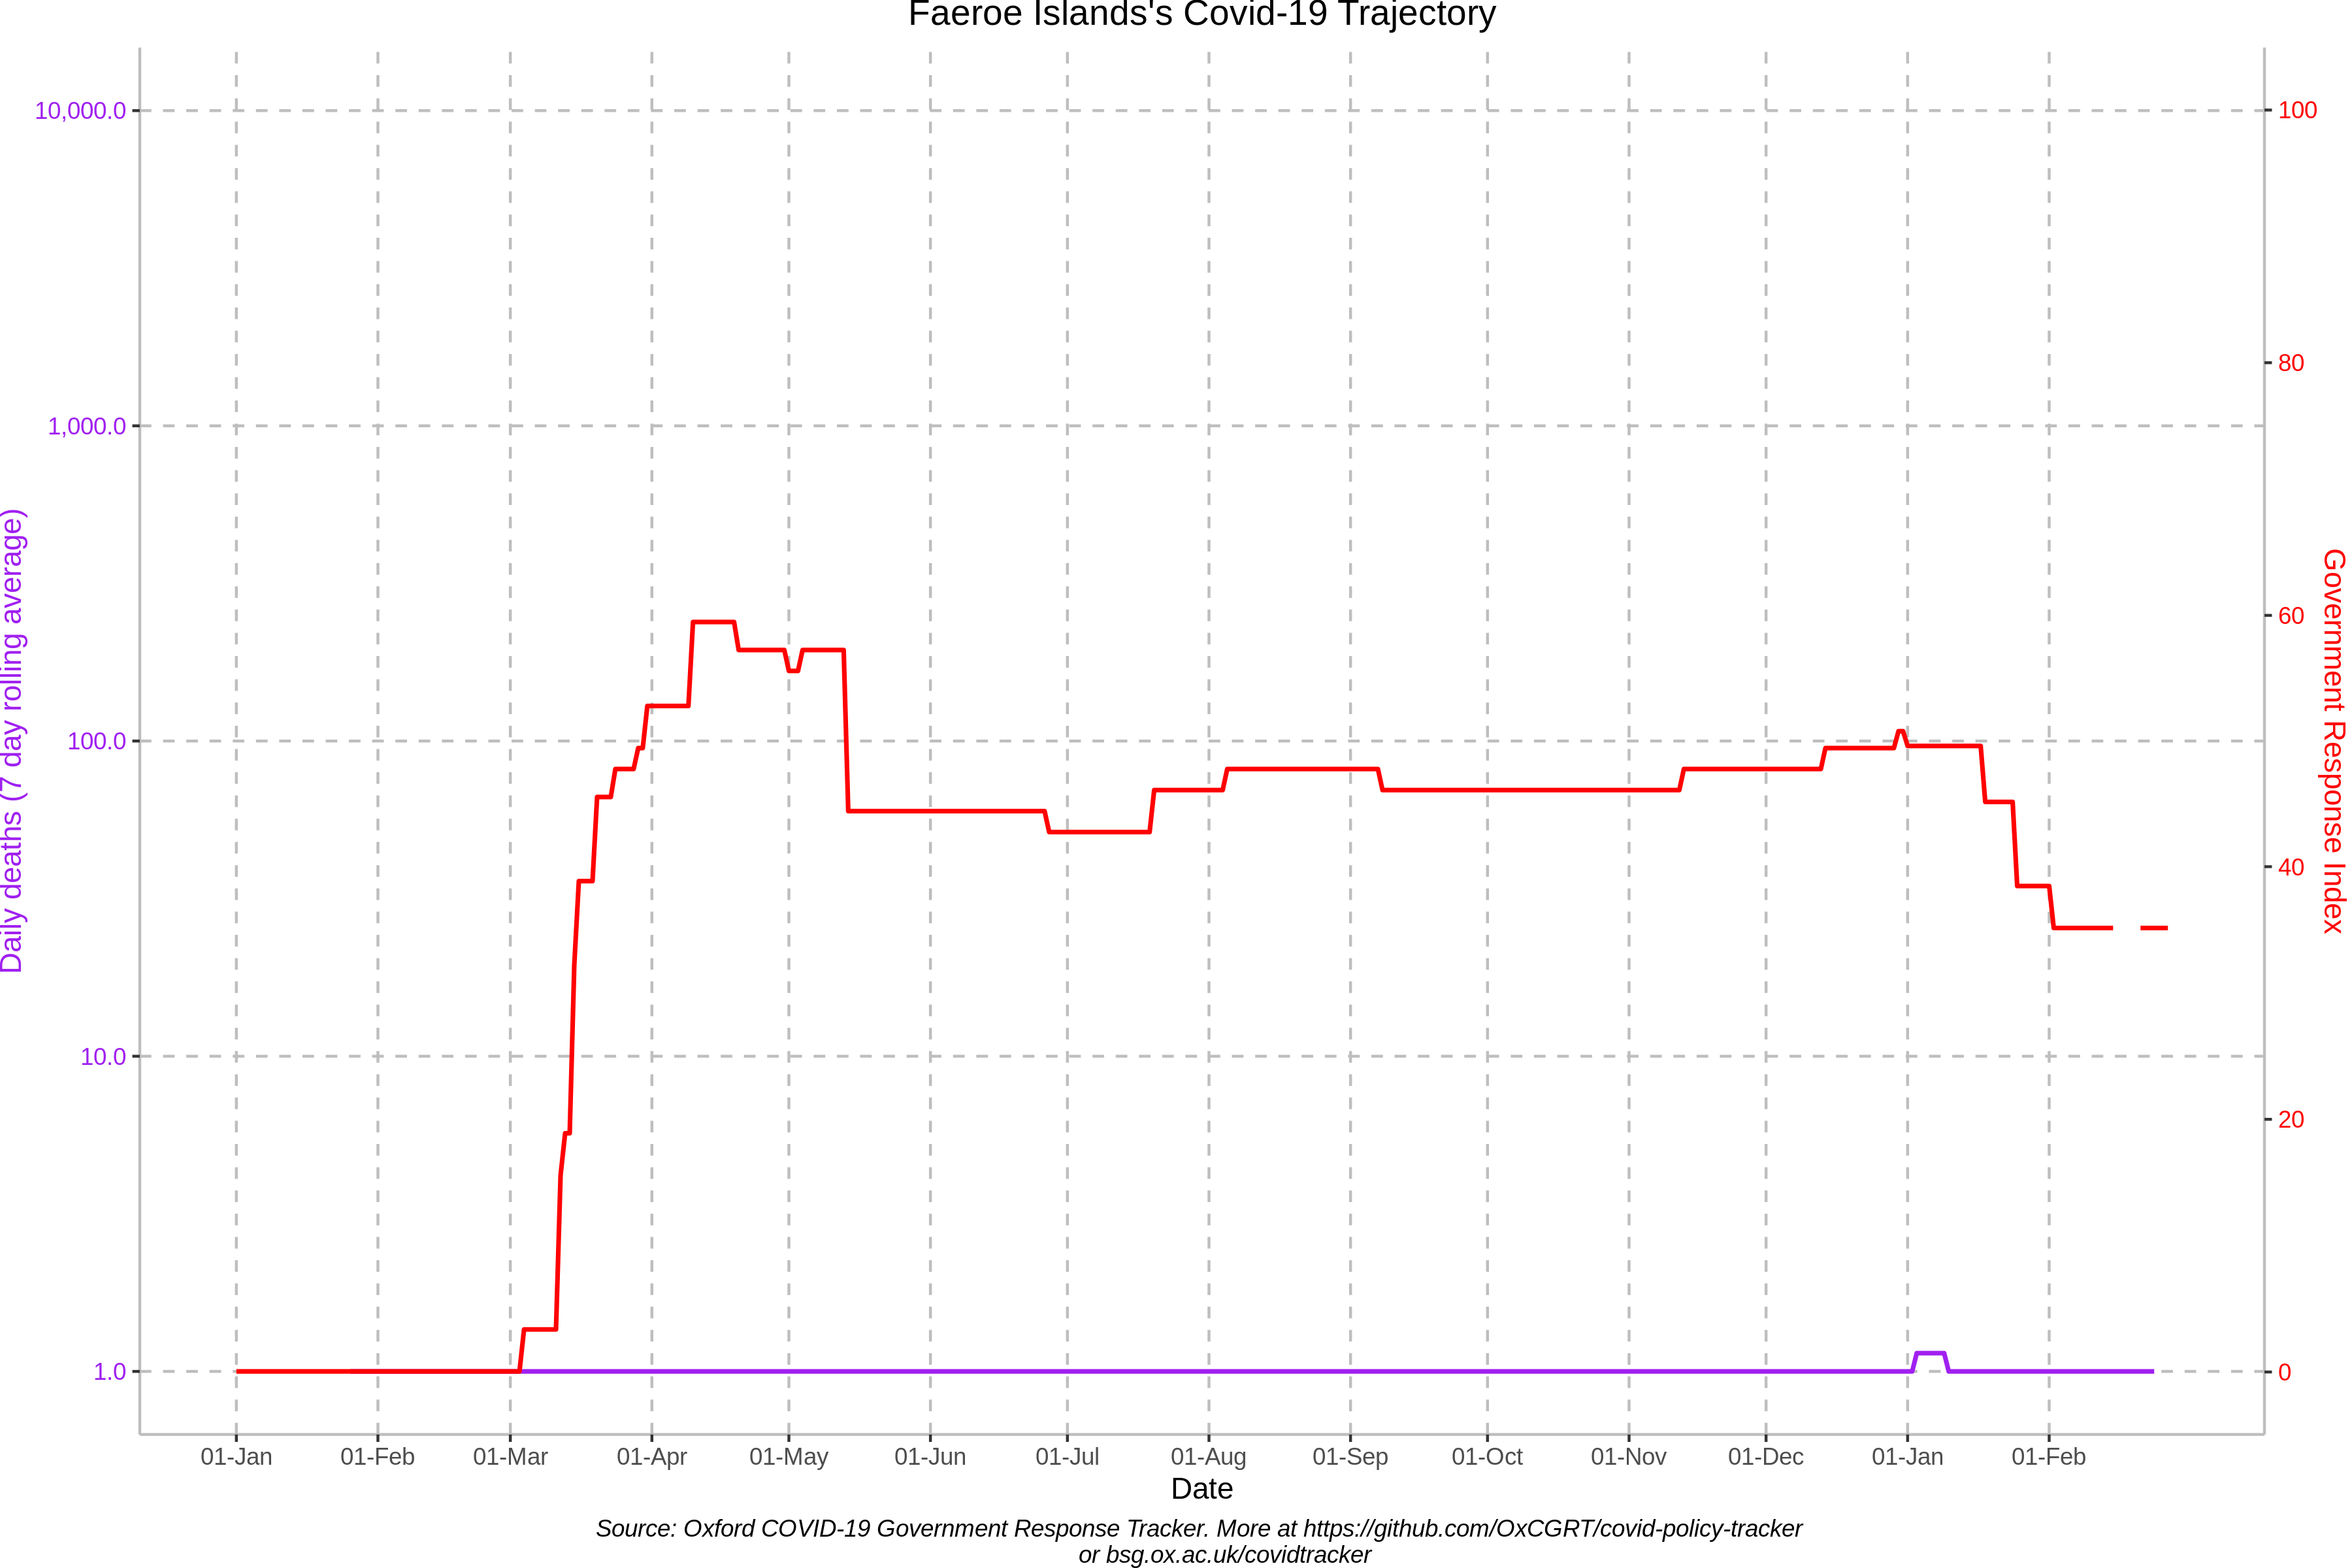 Faeroe Islands's Covid-19 Trajectory
10,000.0
1,000.0
100.0
10.0
1.0
Daily deaths (7 day rolling average)
100
80
60
40
20
0
Government Response Index
01-Jan 01-Feb 01-Mar 01-Apr 01-May 01-Jun 01-Jul 01-Aug 01-Sep 01-Oct 01-Nov 01-Dec 01-Jan 01-Feb
Date
Source: Oxford COVID-19 Government Response Tracker. More at https://github.com/OxCGRT/covid-policy-tracker
or bsg.ox.ac.uk/covidtracker